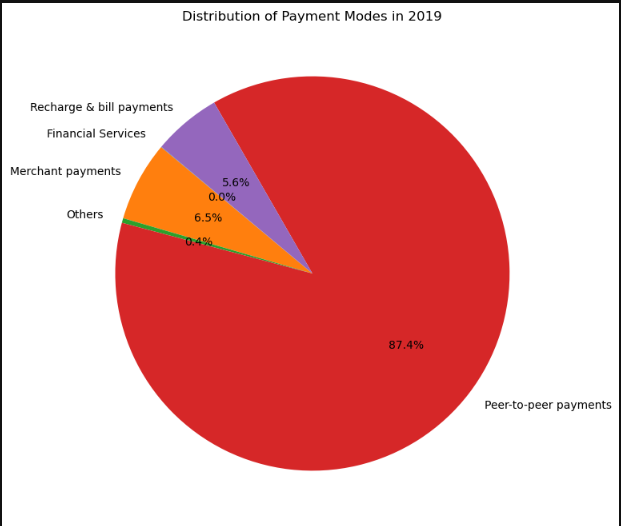 Distribution of Payment Modes in 2019
Recharge & bill payments
Financial Services
Merchant payments
Others
5.6%
0.0%
6.5%
0.4%
87.4%
Peer-to-peer payments